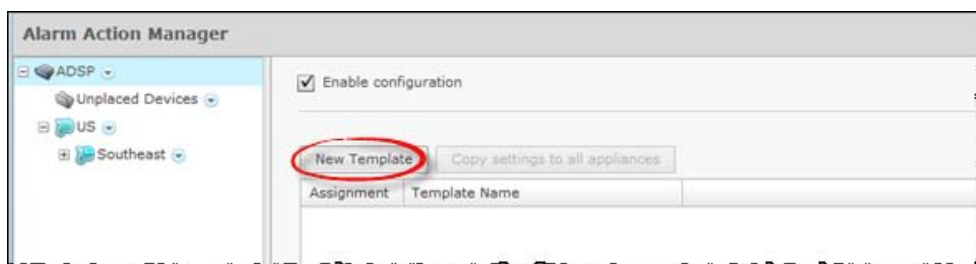 Alarm Action Manager
ADSP
Unplaced Devices
US
Southeast
Enable configuration
New Template
Copy settings to all appliances
Assignment
Template Name